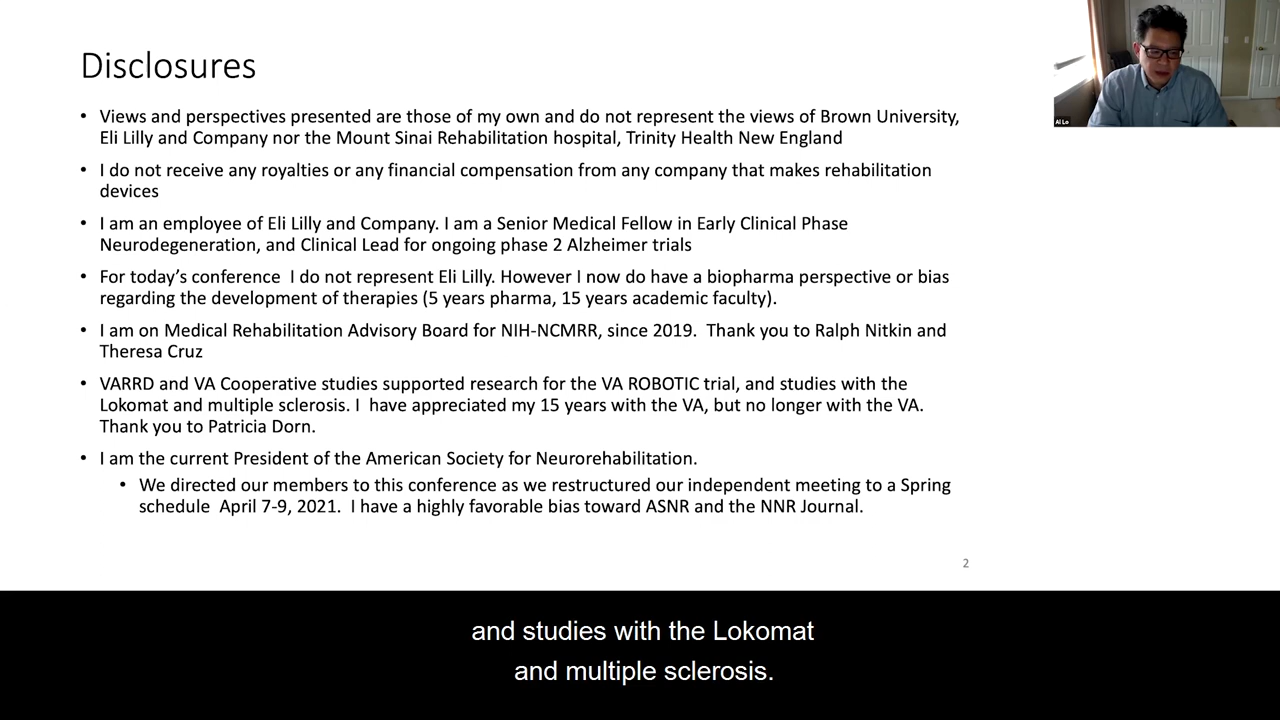 Disclosures
• Views and perspectives presented are those of my own and do not represent the views of Brown University,
Eli Lilly and Company nor the Mount Sinai Rehabilitation hospital, Trinity Health New England
• I do not receive any royalties or any financial compensation from any company that makes rehabilitation
devices
• I am an employee of Eli Lilly and Company. I am a Senior Medical Fellow in Early Clinical Phase
Neurodegeneration, and Clinical Lead for ongoing phase 2 Alzheimer trials
• For today’s conference  I do not represent Eli Lilly. However I now do have a biopharma perspective or bias
regarding the development of therapies (5 years pharma, 15 years academic faculty).
• I am on Medical Rehabilitation Advisory Board for NIH-NCMRR, since 2019.  Thank you to Ralph Nitkin and
Theresa Cruz
• VARRD and VA Cooperative studies supported research for the VA ROBOTIC trial, and studies with the
Lokomat and multiple sclerosis. I  have appreciated my 15 years with the VA, but no longer with the VA.
Thank you to Patricia Dorn.
• I am the current President of the American Society for Neurorehabilitation.
• We directed our members to this conference as we restructured our independent meeting to a Spring
schedule  April 7-9, 2021.  I have a highly favorable bias toward ASNR and the NNR Journal.
2
Al Lo
and studies with the Lokomat
and multiple sclerosis.